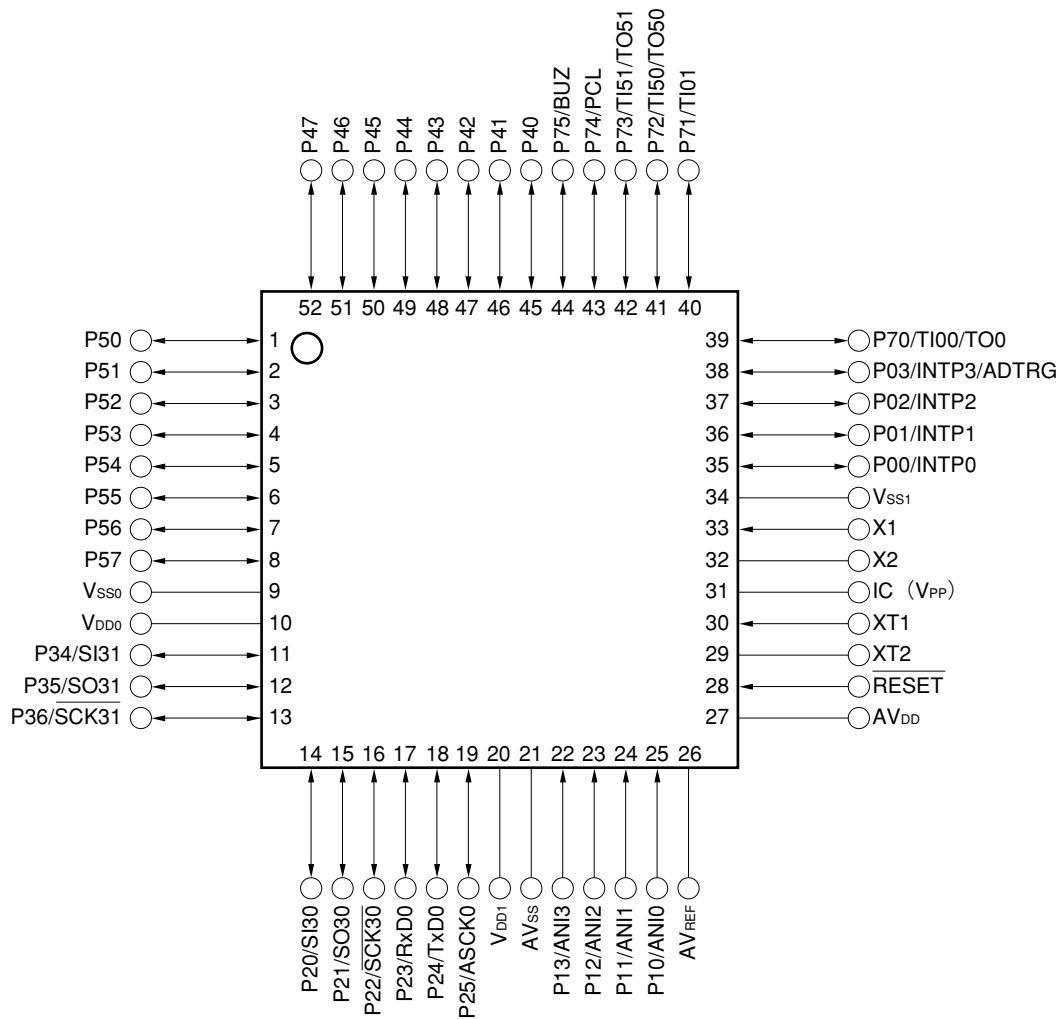 P47
P46
P45
P44
P43
P42
P41
P40
P75/BUZ
P74/PCL
P73/TI51/TO51
P72/TI50/TO50
P71/TI01
52 51 50 49 48 47 46 45 44 43 42 41 40
P50 1
P51 2
P52 3
P53 4
P54 5
P55 6
P56 7
P57 8
VSS0 9
VDD0 10
P34/SI31 11
P35/SO31 12
P36/SCK31 13
39 P70/TI00/TO0
38 P03/INTP3/ADTRG
37 P02/INTP2
36 P01/INTP1
35 P00/INTP0
34 VSS1
33 X1
32 X2
31 IC (VPP)
30 XT1
29 XT2
28 RESET
27 AVDD
14 15 16 17 18 19 20 21 22 23 24 25 26
P20/SI30
P21/SO30
P22/SCK30
P23/RxD0
P24/TxD0
P25/ASCK0
VDD1
AVSS
P13/ANI3
P12/ANI2
P11/ANI1
P10/ANI0
AVREF